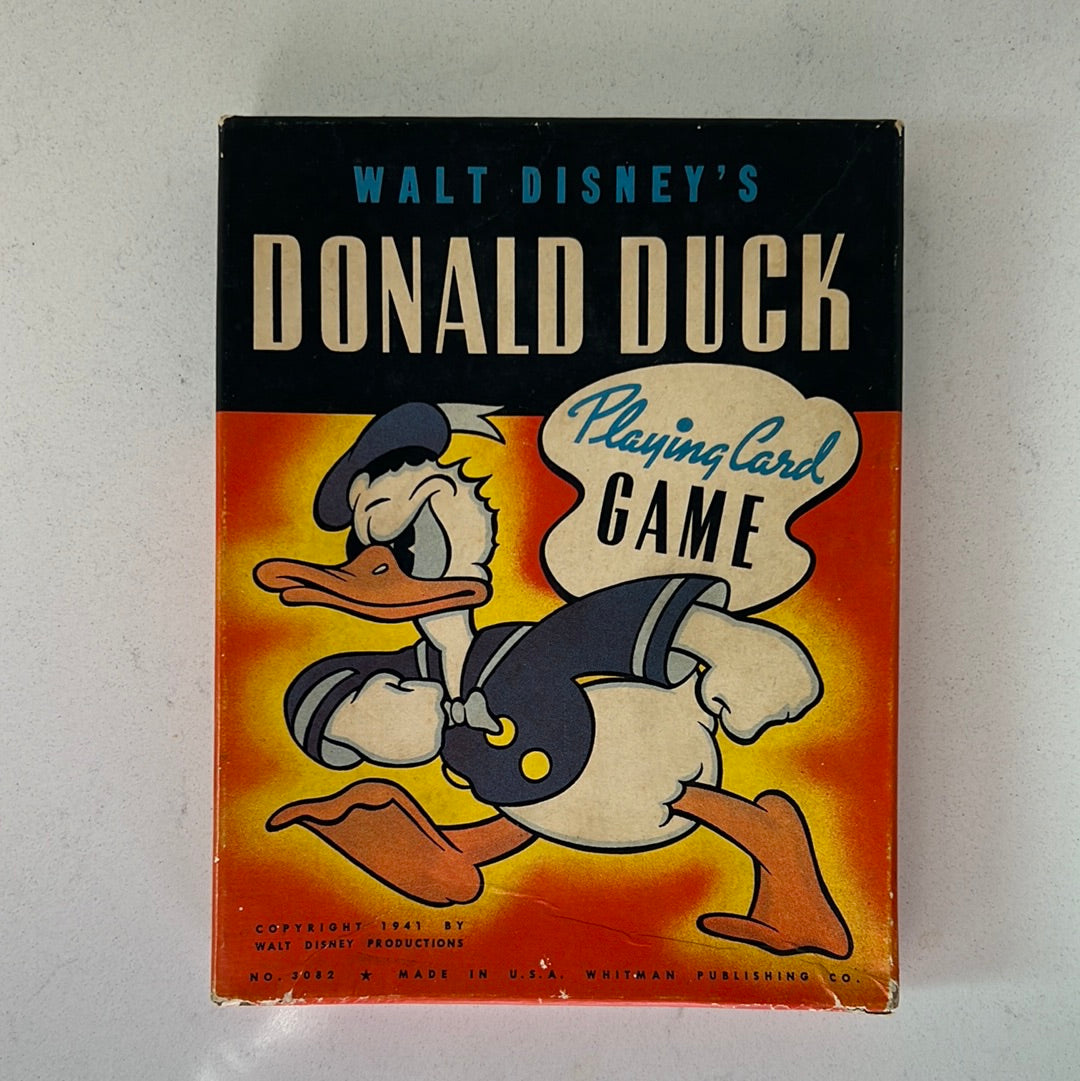 WALT DISNEY'S
DONALD DUCK
Playing Card
GAME
COPYRIGHT 1941 BY
WALT DISNEY PRODUCTIONS
NO. 3082 ★ MADE IN U.S.A. WHITMAN PUBLISHING CO.